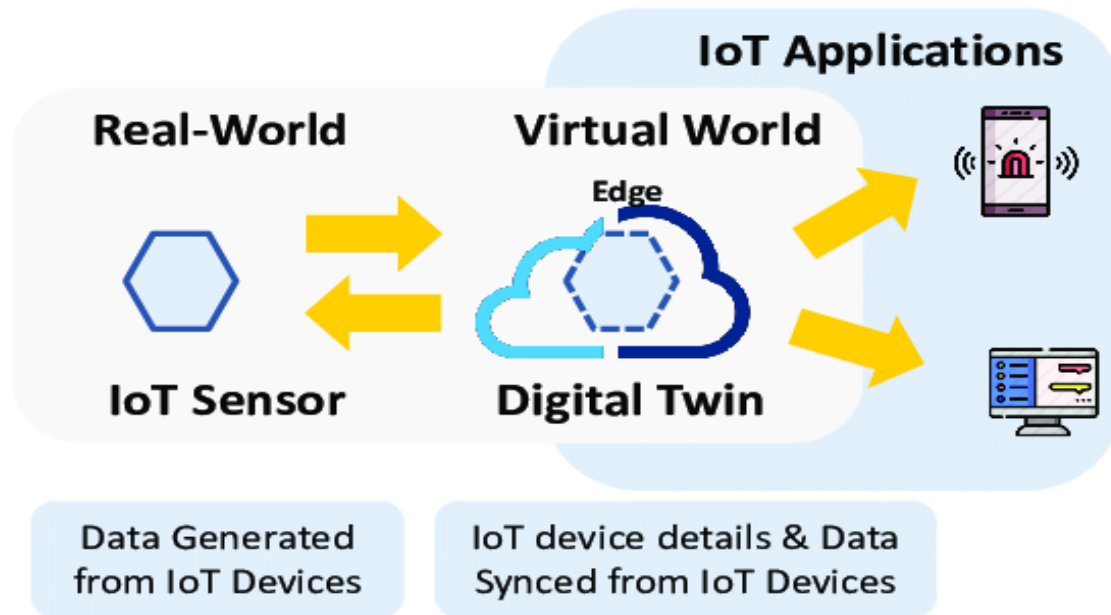 IoT Applications
Real-World
Virtual World
Edge
IoT Sensor
Digital Twin
Data Generated
from IoT Devices
IoT device details & Data
Synced from IoT Devices